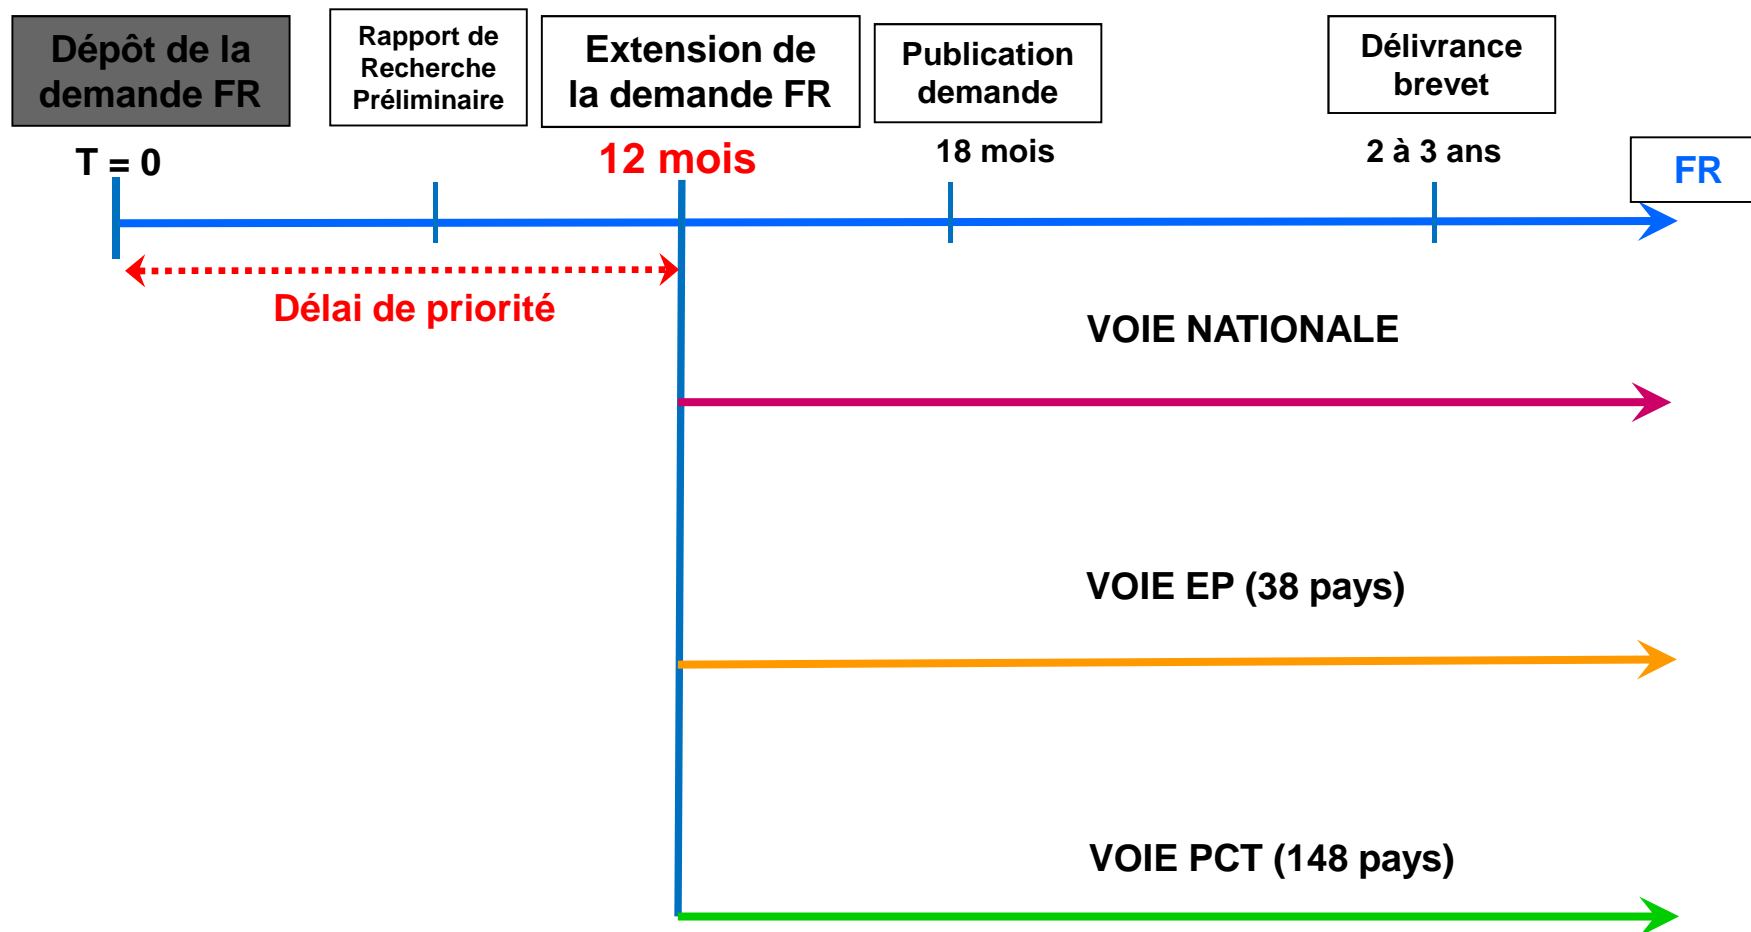 Dépôt de la
demande FR
Rapport de
Recherche
Préliminaire
Extension de
la demande FR
Publication
demande
Délivrance
brevet
T = 0
12 mois
18 mois
2 à 3 ans
FR
Délai de priorité
VOIE NATIONALE
VOIE EP (38 pays)
VOIE PCT (148 pays)